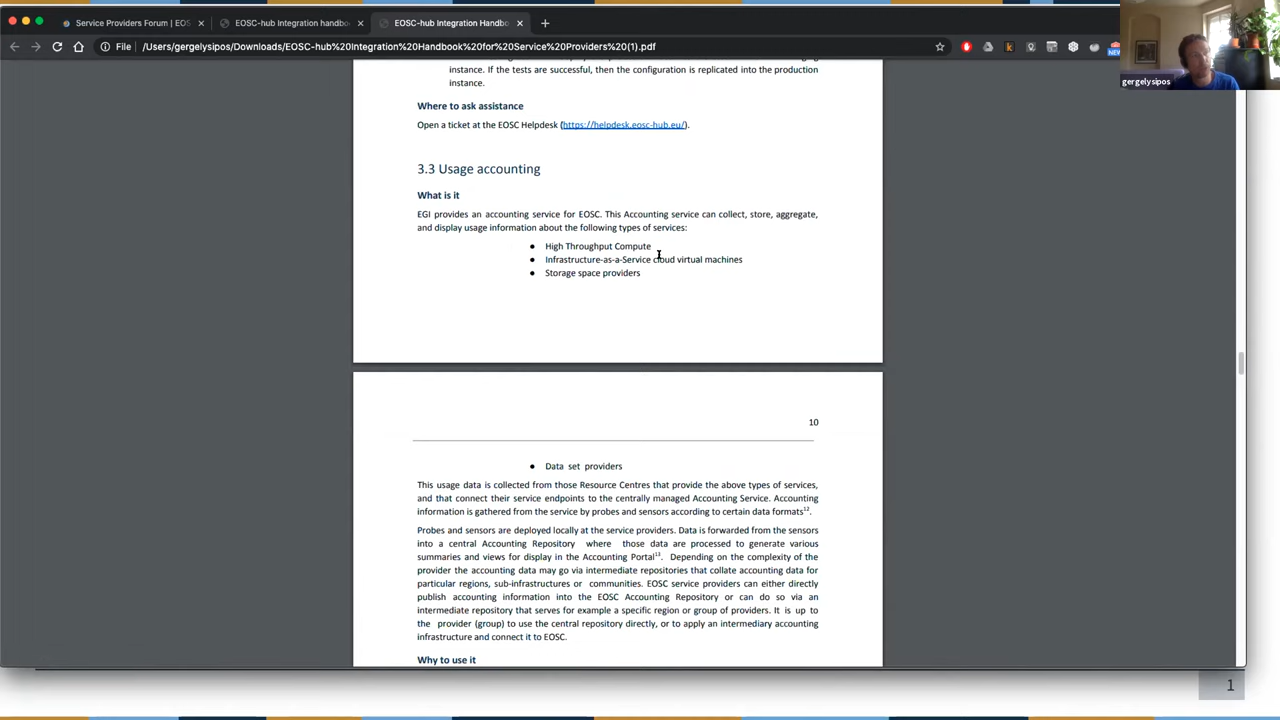 Service Providers Forum | EOS
EOSC-hub Integration handbo
EOSC-hub Integration Handbo
File
/Users/gergelysipos/Downloads/EOSC-hub%20Integration%20Handbook%20for%20Service%20Providers%20(1).pdf
NEW
gergelysipos
instance. If the tests are successful, then the configuration is replicated into the production
instance.
Where to ask assistance
Open a ticket at the EOSC Helpdesk (https://helpdesk.eosc-hub.eu/).
3.3 Usage accounting
What is it
EGI provides an accounting service for EOSC. This Accounting service can collect, store, aggregate,
and display usage information about the following types of services:
● High Throughput Compute
● Infrastructure-as-a-Service cloud virtual machines
● Storage space providers
10
● Data set providers
This usage data is collected from those Resource Centres that provide the above types of services,
and that connect their service endpoints to the centrally managed Accounting Service. Accounting
information is gathered from the service by probes and sensors according to certain data formats12.
Probes and sensors are deployed locally at the service providers. Data is forwarded from the sensors
into a central Accounting Repository where those data are processed to generate various
summaries and views for display in the Accounting Portal13. Depending on the complexity of the
provider the accounting data may go via intermediate repositories that collate accounting data for
particular regions, sub-infrastructures or communities. EOSC service providers can either directly
publish accounting information into the EOSC Accounting Repository or can do so via an
intermediate repository that serves for example a specific region or group of providers. It is up to
the provider (group) to use the central repository directly, or to apply an intermediary accounting
infrastructure and connect it to EOSC.
Why to use it
1